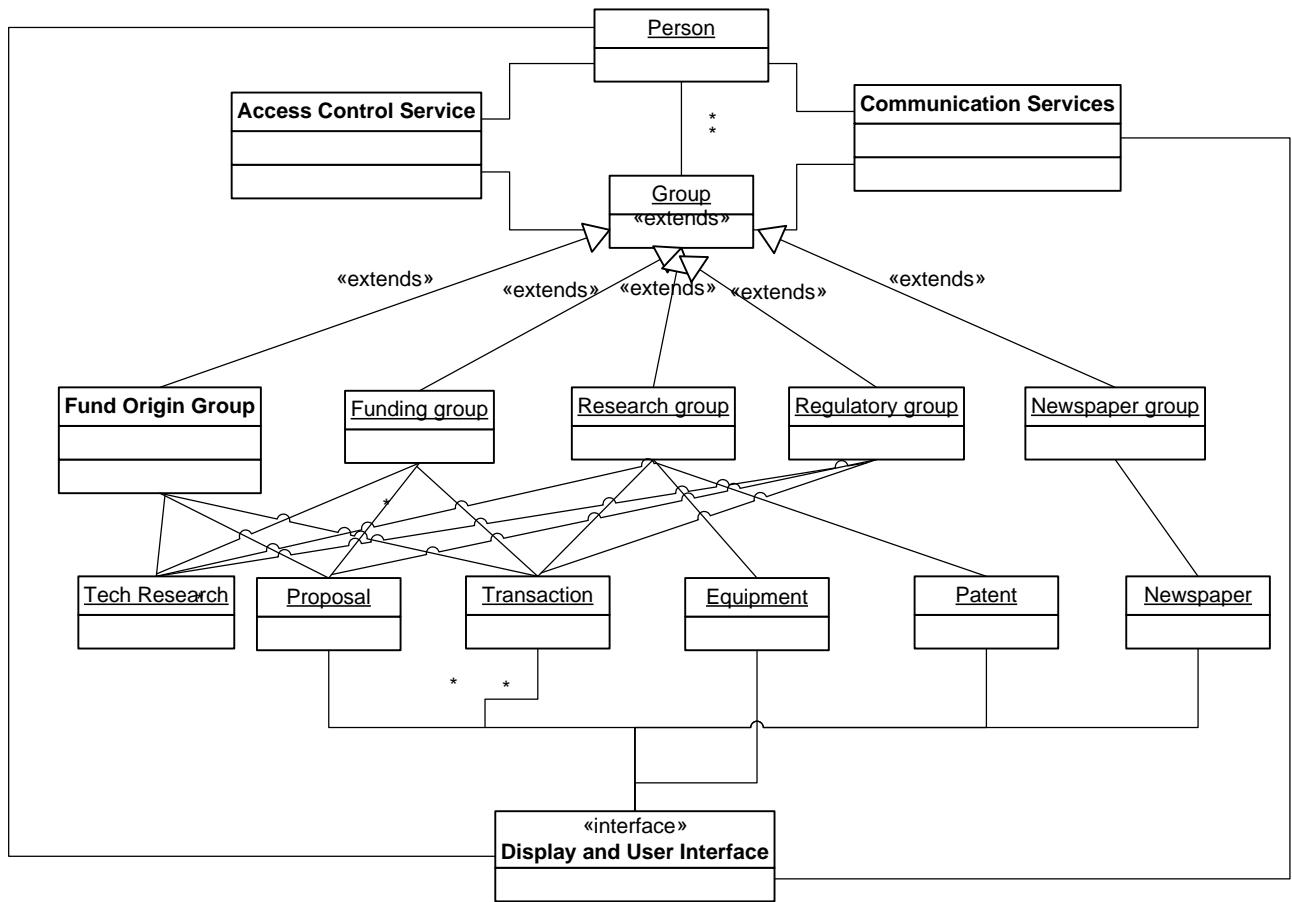 Person
Access Control Service
Communication Services
*
*
Group
«extends»
«extends»
«extends»
«extends»
«extends»
«extends»
Fund Origin Group
Funding group
Research group
Regulatory group
Newspaper group
*
Tech Research
*
Proposal
Transaction
Equipment
Patent
Newspaper
*
*
«interface»
Display and User Interface